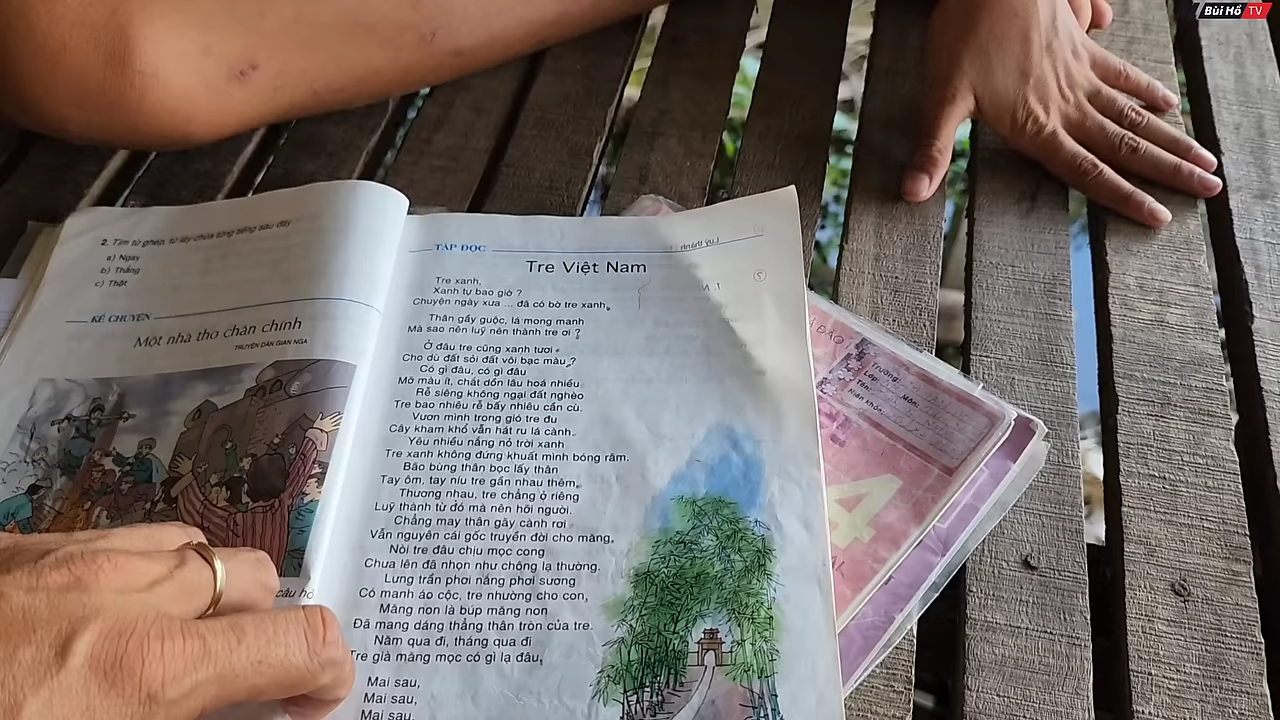 Bùi Hồ TV
2. Tìm từ ghép, từ láy chứa từng tiếng sau đây
a) Ngay
b) Thẳng
c) Thật
KỂ CHUYỆN
Một nhà thơ chân chính
TRUYỆN DÂN GIAN NGA
câu hỏ
TẬP ĐỌC
Tre Việt Nam
Tre xanh,
Xanh tự bao giờ ?
Chuyện ngày xưa ... đã có bờ tre xanh.
Thân gầy guộc, lá mong manh
Mà sao nên luỹ nên thành tre ơi ?
Ở đâu tre cũng xanh tươi
Cho dù đất sỏi đất vôi bạc màu ?
Có gì đâu, có gì đâu
Mỡ màu ít, chắt dồn lâu hoá nhiều
Rễ siêng không ngại đất nghèo
Tre bao nhiêu rễ bấy nhiêu cần cù.
Vươn mình trong gió tre đu
Cây kham khổ vẫn hát ru lá cành.
Yêu nhiều nắng nỏ trời xanh
Tre xanh không đứng khuất mình bóng râm.
Bão bùng thân bọc lấy thân
Tay ôm, tay níu tre gần nhau thêm.
Thương nhau, tre chẳng ở riêng
Luỹ thành từ đó mà nên hỡi người.
Chẳng may thân gãy cành rơi
Vẫn nguyên cái gốc truyền đời cho măng.
Nòi tre đâu chịu mọc cong
Chưa lên đã nhọn như chông lạ thường.
Lưng trần phơi nắng phơi sương
Có manh áo cộc, tre nhường cho con.
Măng non là búp măng non
Đã mang dáng thẳng thân tròn của tre.
Năm qua đi, tháng qua đi
Tre già măng mọc có gì lạ đâu.
Mai sau,
Mai sau,
Mai sau,
Trường:
Lớp: Môn:
Tên:
Niên khóa:
4